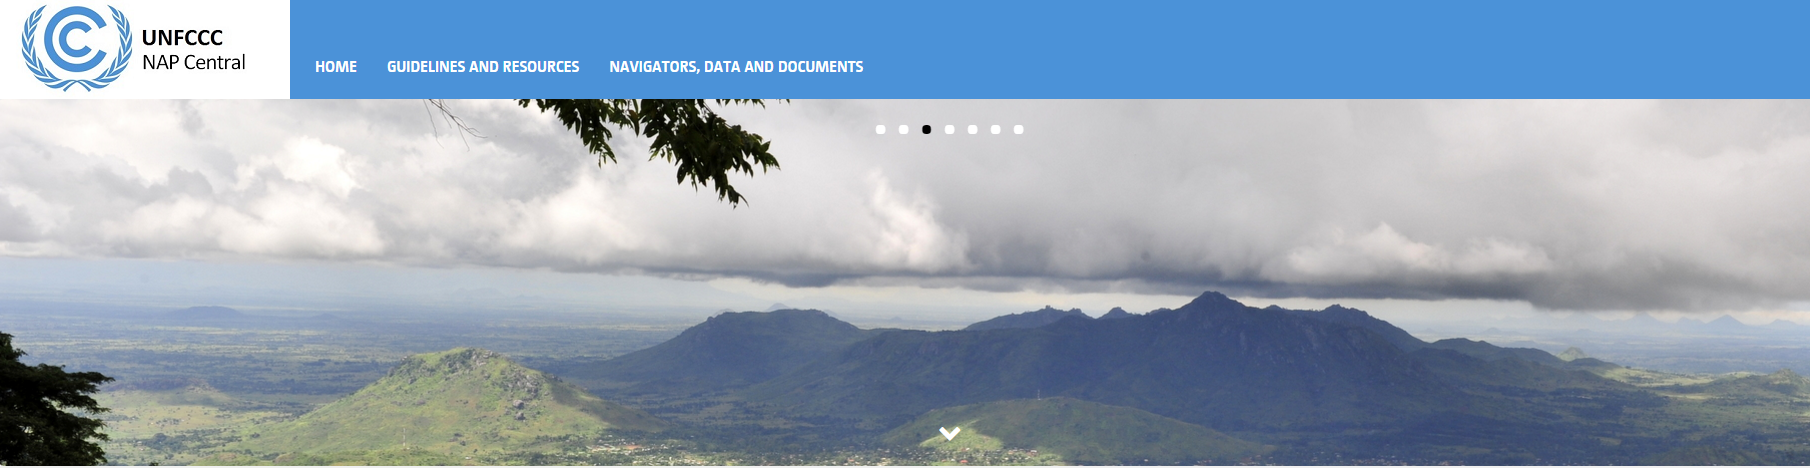 UNFCCC
NAP Central
HOME
GUIDELINES AND RESOURCES
NAVIGATORS, DATA AND DOCUMENTS